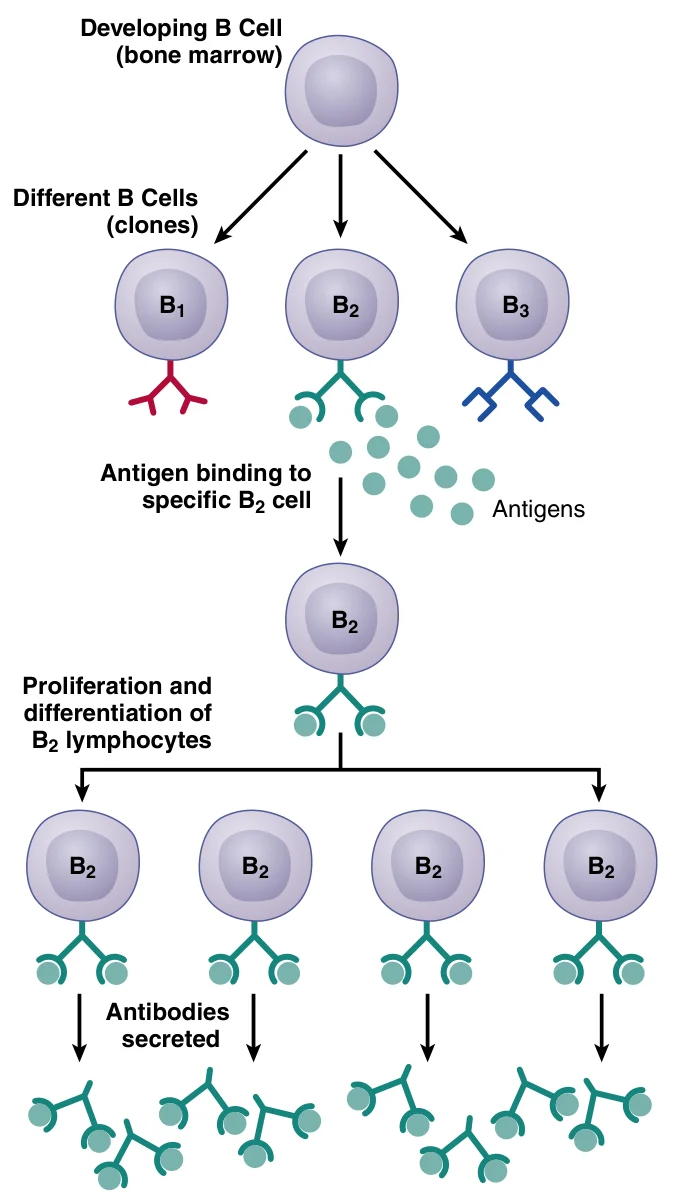 Developing B Cell
(bone marrow)
Different B Cells
(clones)
B₁
B₂
B₃
Antigen binding to
specific B₂ cell
Antigens
B₂
Proliferation and
differentiation of
B₂ lymphocytes
B₂
B₂
B₂
B₂
Antibodies
secreted